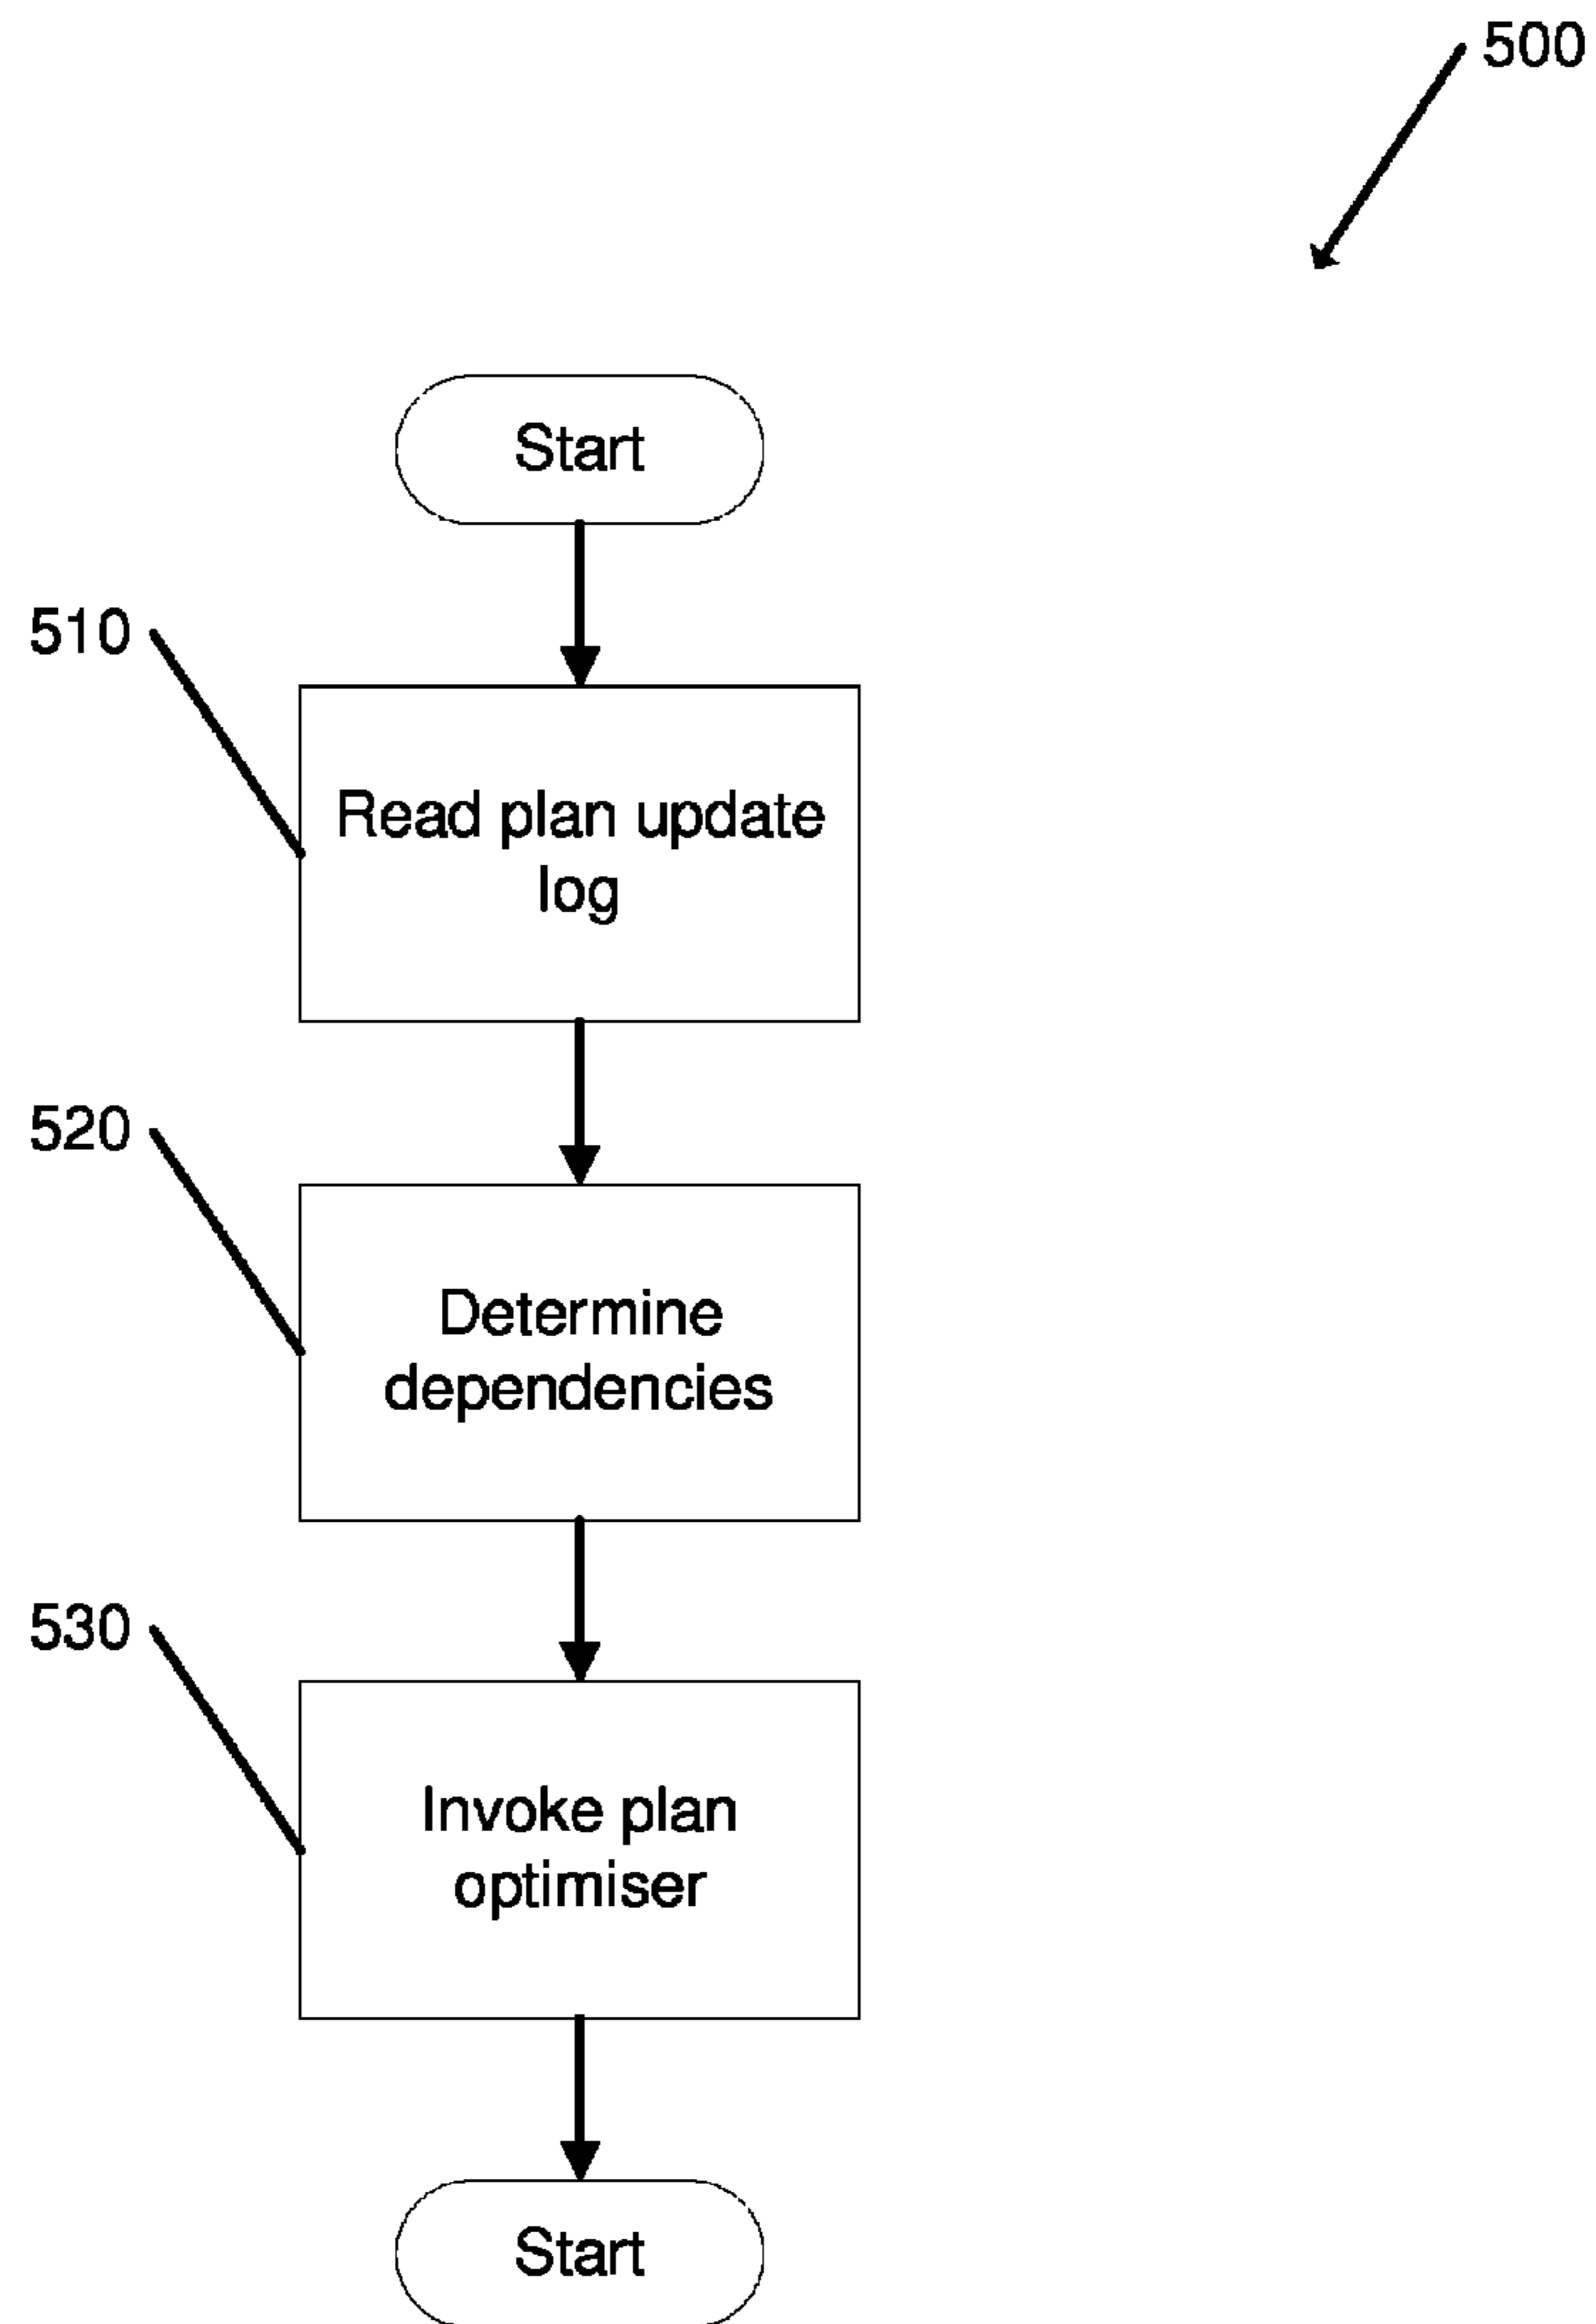 500
Start
510
Read plan update
log
520
Determine
dependencies
530
Invoke plan
optimiser
Start